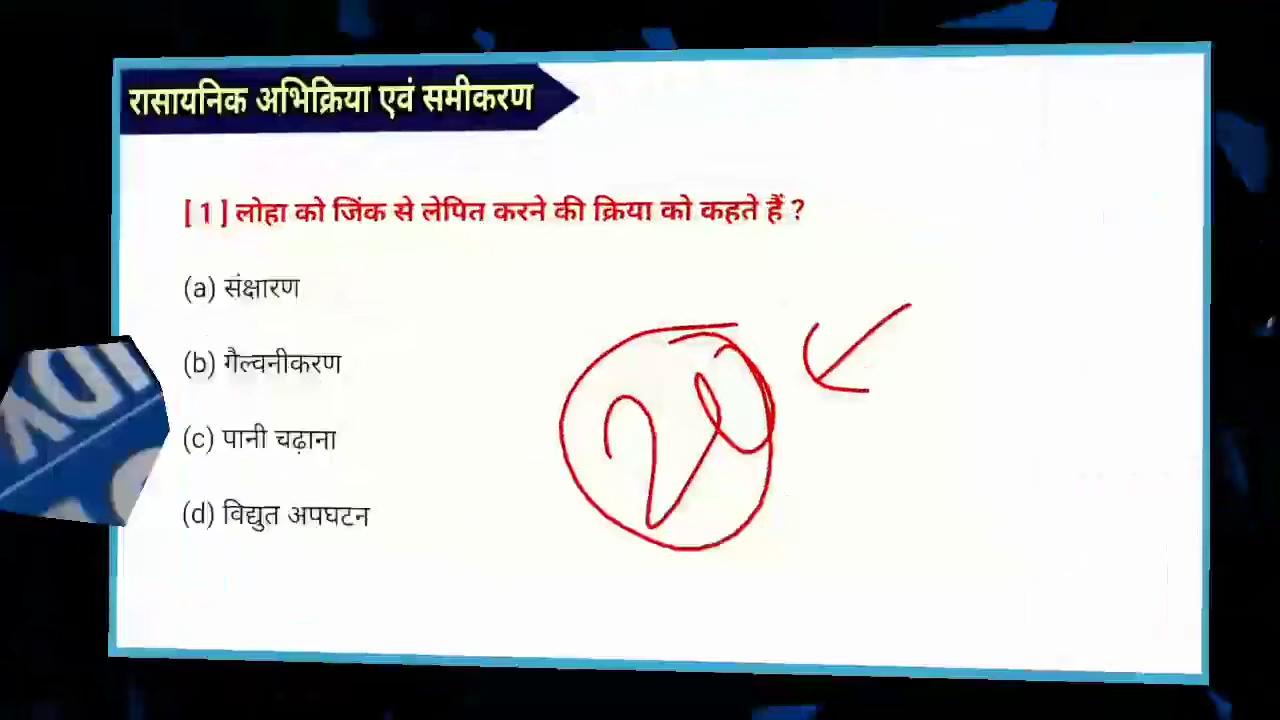 रासायनिक अभिक्रिया एवं समीकरण
[ 1 ] लोहा को जिंक से लेपित करने की क्रिया को कहते हैं ?
(a) संक्षारण
(b) गैल्वनीकरण
(c) पानी चढ़ाना
(d) विद्युत अपघटन